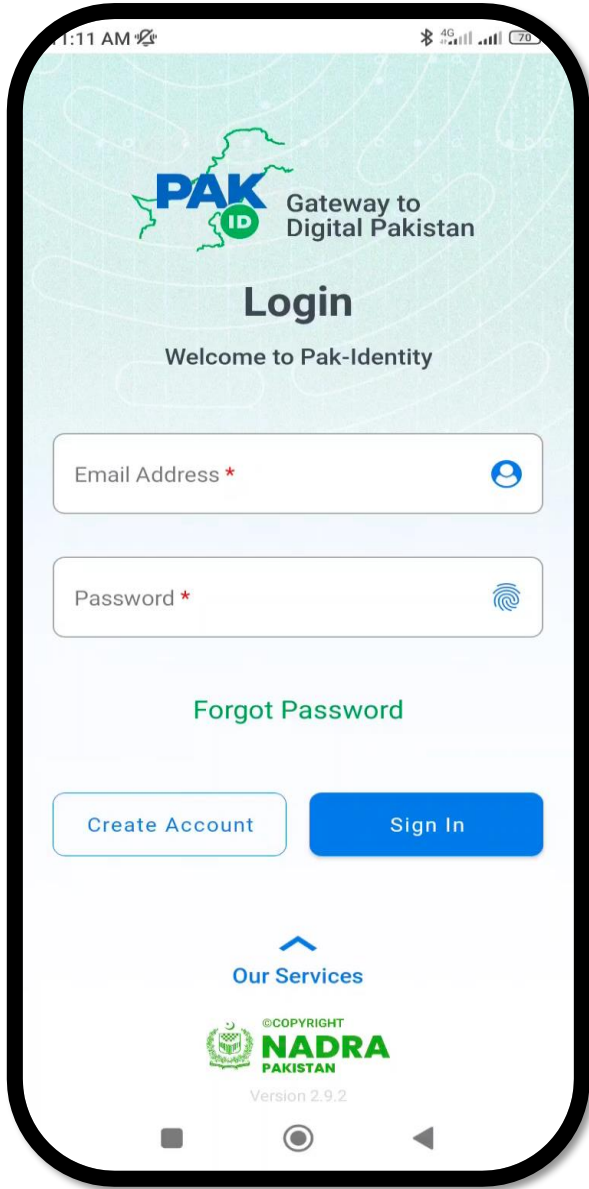 1:11 AM
4G
70
PAK
ID
Gateway to
Digital Pakistan
Login
Welcome to Pak-Identity
Email Address *
Password *
Forgot Password
Create Account
Sign In
Our Services
©COPYRIGHT
NADRA
PAKISTAN
Version 2.9.2